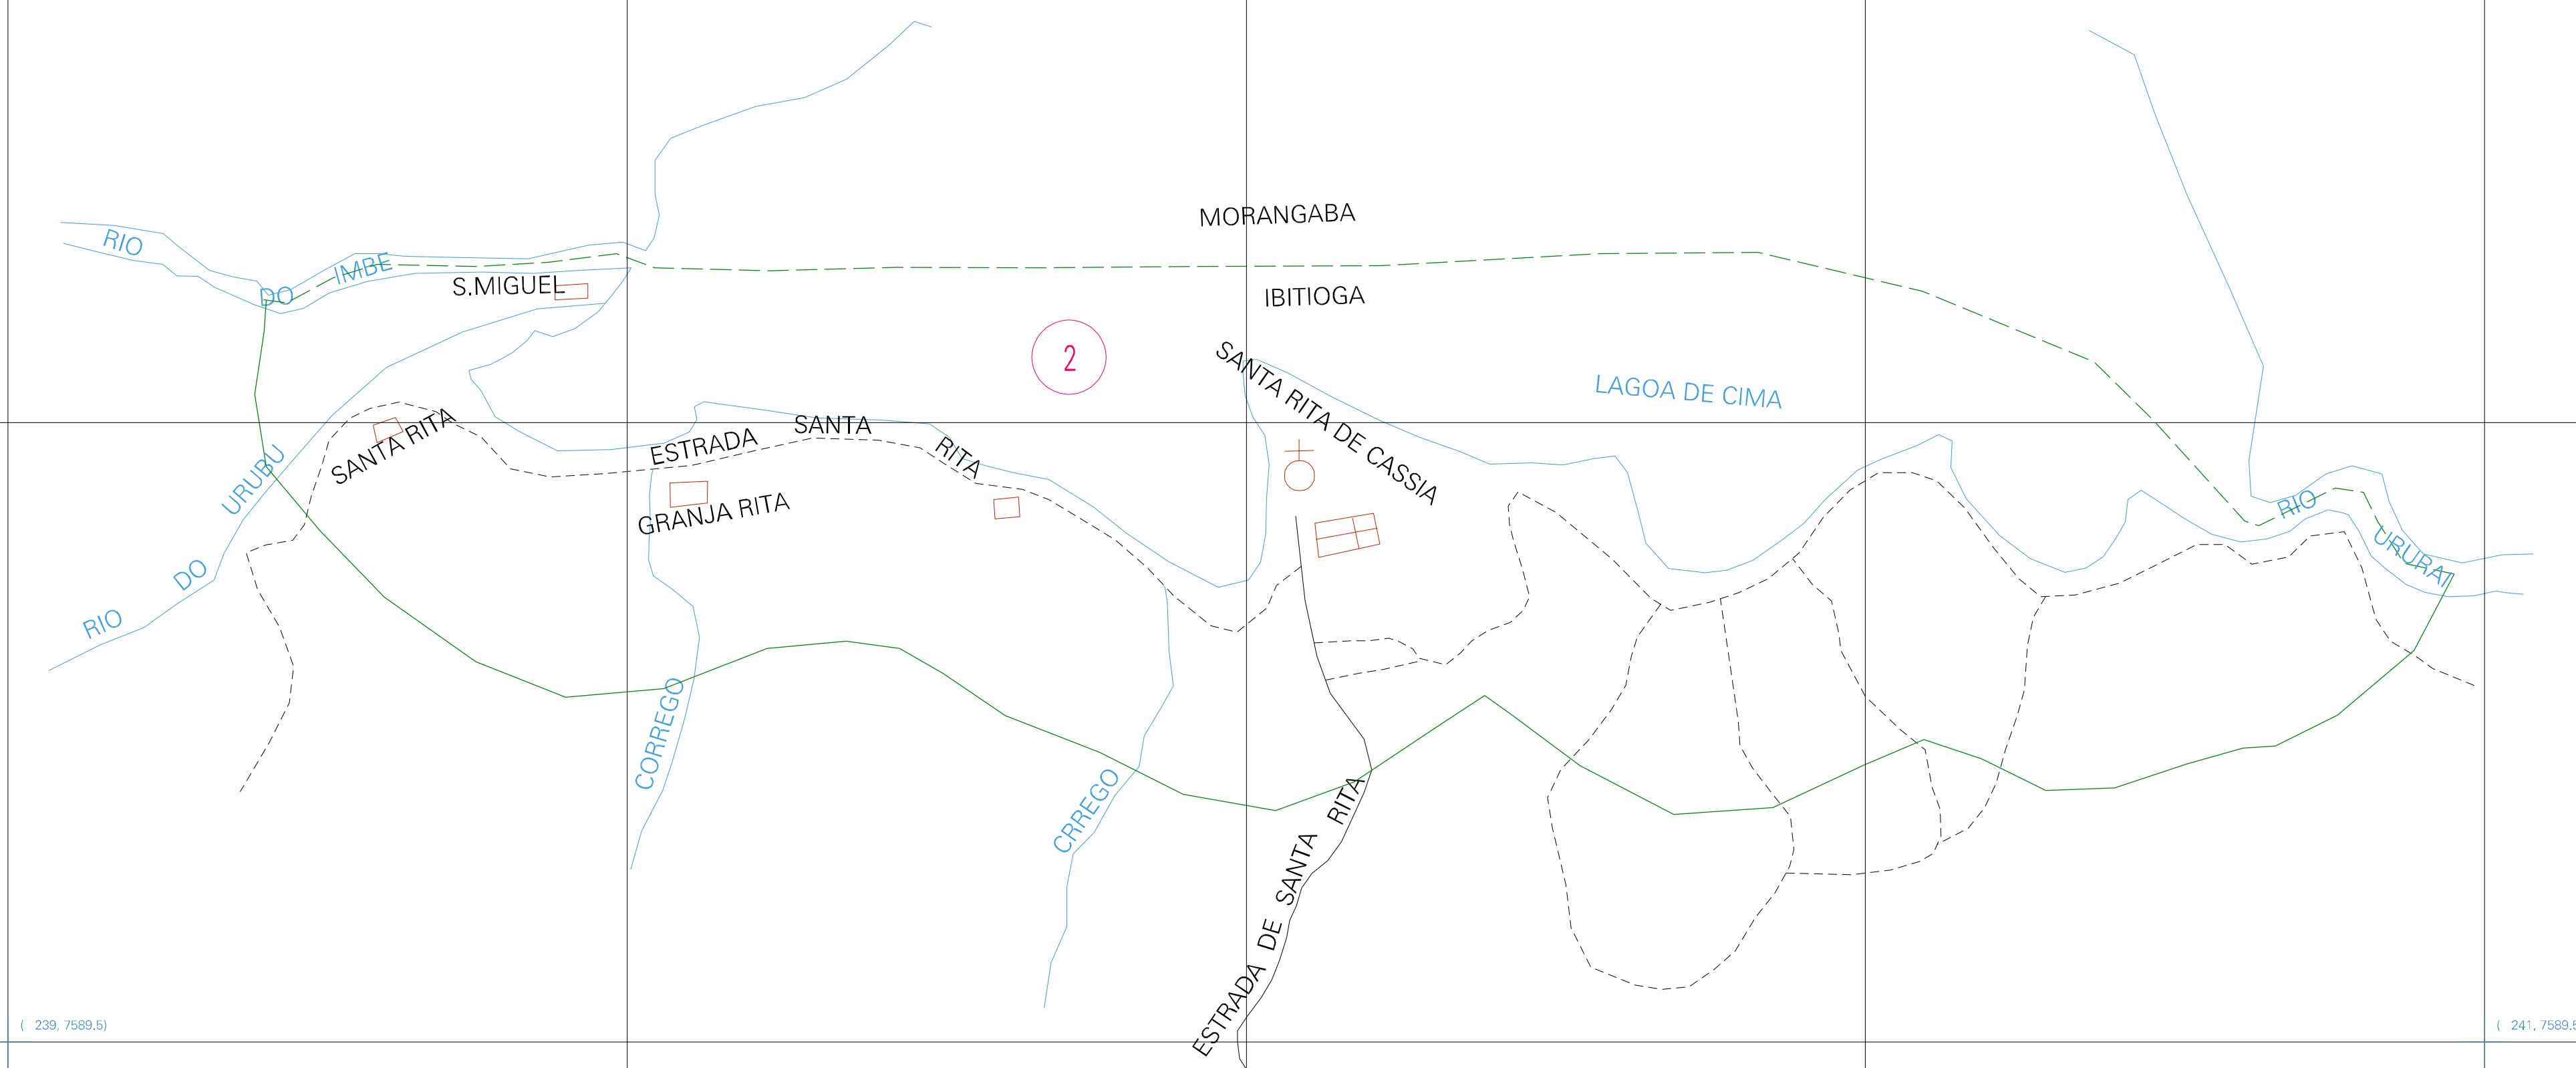 MORANGABA
RIO DO IMBE
S.MIGUEL
IBITIOGA
2
SANTA RITA DE CASSIA
LAGOA DE CIMA
SANTA RITA
ESTRADA SANTA RITA
RIO DO URUBU
GRANJA RITA
RIO URURAI
CORREGO
CRREGO
ESTRADA DE SANTA RITA
( 239, 7589.5)
( 241, 7589.5